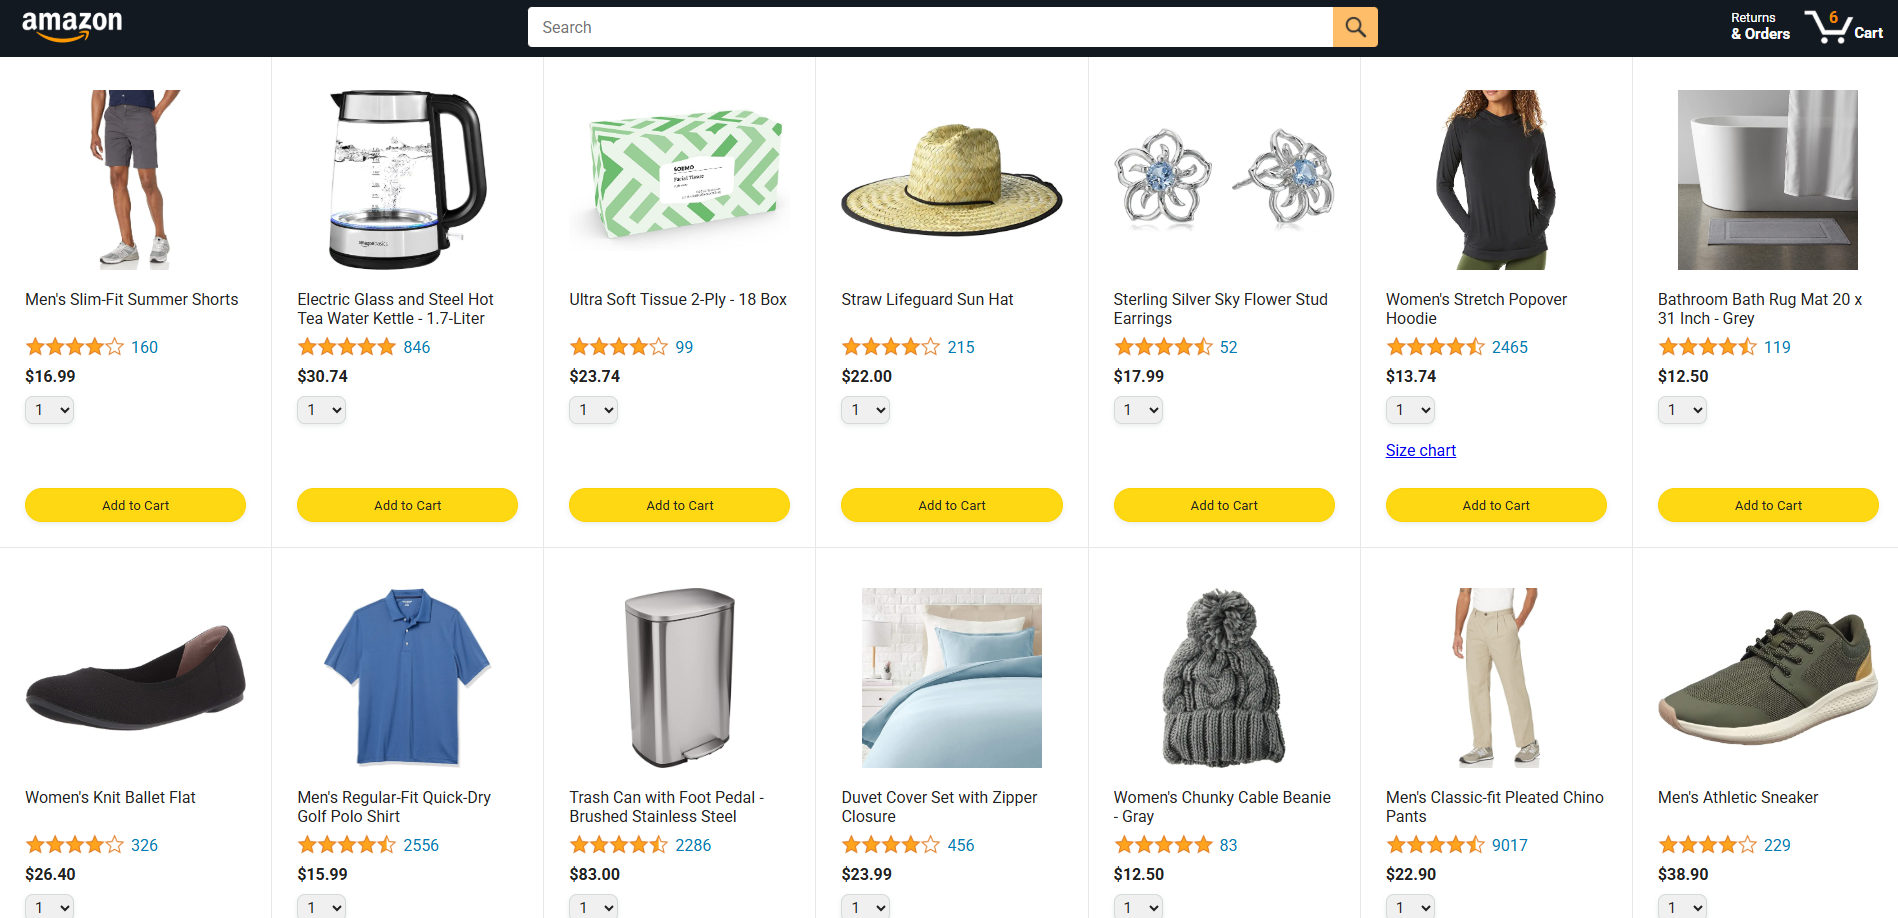 amazon
Search
Returns
& Orders
6
Cart
amazonbasics
SOEMO
Facial Tissue
Men's Slim-Fit Summer Shorts
160
$16.99
1
Add to Cart
Electric Glass and Steel Hot
Tea Water Kettle - 1.7-Liter
846
$30.74
1
Add to Cart
Ultra Soft Tissue 2-Ply - 18 Box
99
$23.74
1
Add to Cart
Straw Lifeguard Sun Hat
215
$22.00
1
Add to Cart
Sterling Silver Sky Flower Stud
Earrings
52
$17.99
1
Add to Cart
Women's Stretch Popover
Hoodie
2465
$13.74
1
Size chart
Add to Cart
Bathroom Bath Rug Mat 20 x
31 Inch - Grey
119
$12.50
1
Add to Cart
Women's Knit Ballet Flat
326
$26.40
1
Men's Regular-Fit Quick-Dry
Golf Polo Shirt
2556
$15.99
1
Trash Can with Foot Pedal -
Brushed Stainless Steel
2286
$83.00
1
Duvet Cover Set with Zipper
Closure
456
$23.99
1
Women's Chunky Cable Beanie
- Gray
83
$12.50
1
Men's Classic-fit Pleated Chino
Pants
9017
$22.90
1
Men's Athletic Sneaker
229
$38.90
1